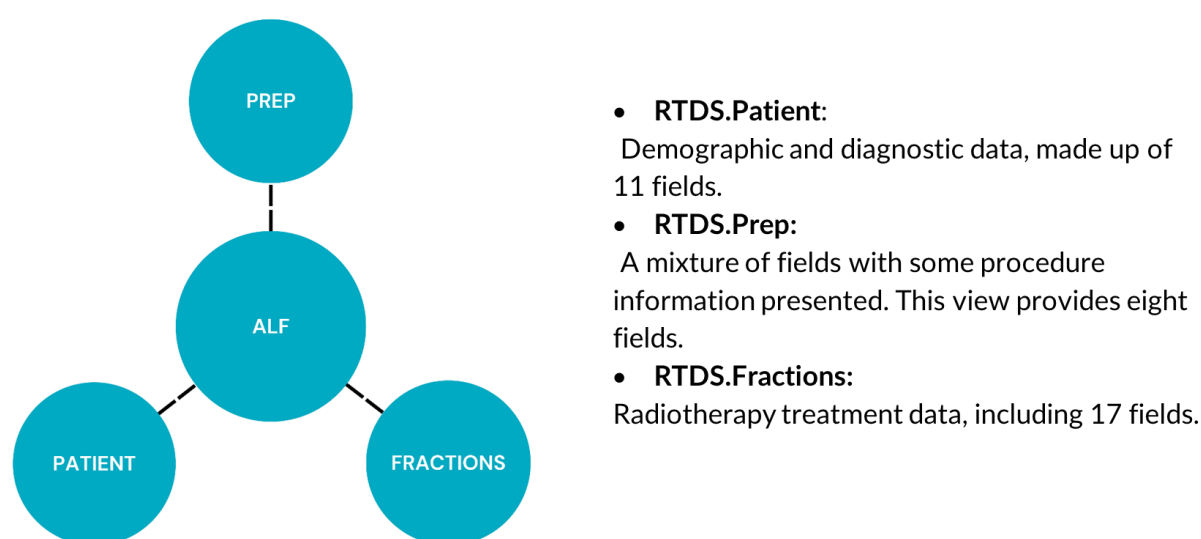 PREP
ALF
PATIENT
FRACTIONS
• RTDS.Patient:
Demographic and diagnostic data, made up of
11 fields.
• RTDS.Prep:
A mixture of fields with some procedure
information presented. This view provides eight
fields.
• RTDS.Fractions:
Radiotherapy treatment data, including 17 fields.